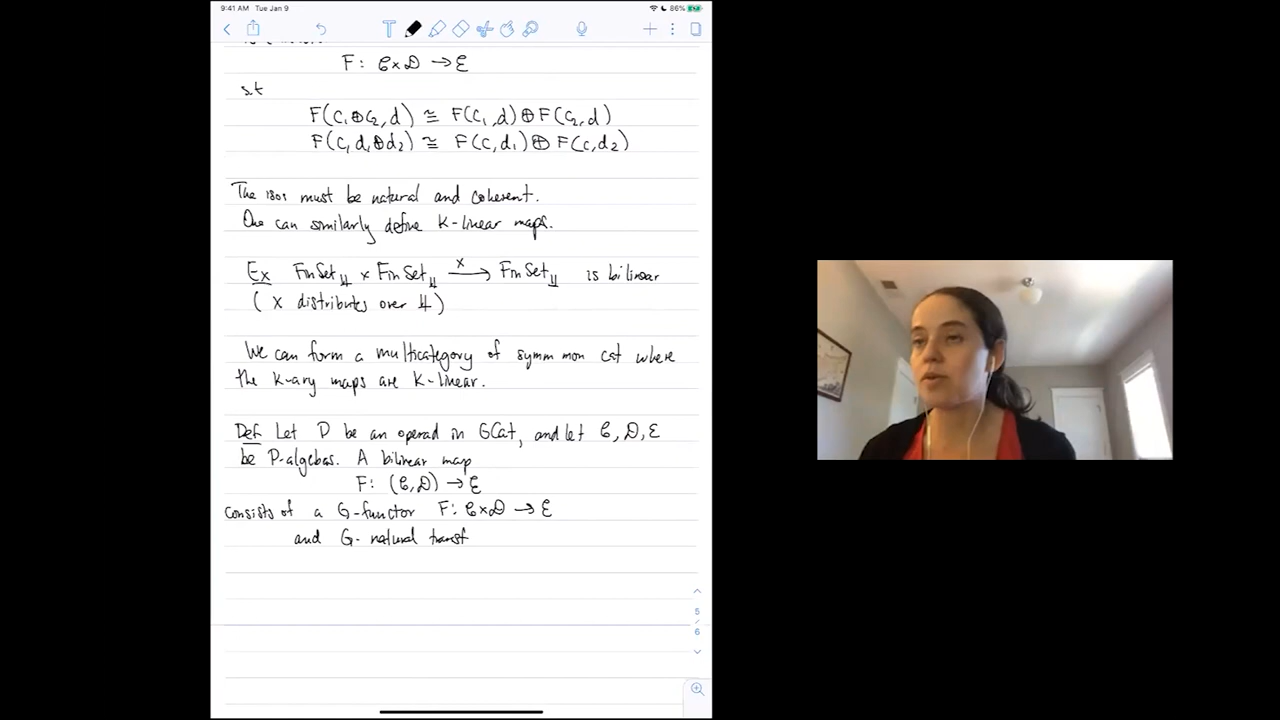 9:41 AM Tue Jan 9
86%
F: C×D → E
s.t
F(c₁⊕c₂,d) ≅ F(c₁,d)⊕F(c₂,d)
F(c,d₁⊕d₂) ≅ F(c,d₁)⊕F(c,d₂)
The isos must be natural and coherent.
One can similarly define k-linear maps.
Ex FinSet⨿ × FinSet⨿ —×→ FinSet⨿ is bilinear
( × distributes over ⨿ )
We can form a multicategory of symm mon cat where
the k-ary maps are k-linear.
Def Let P be an operad in GCat, and let C, D, E
be P-algebas. A bilinear map
F: (C,D) → E
consists of a G-functor F: C×D → E
and G-natural transf
5
/
6